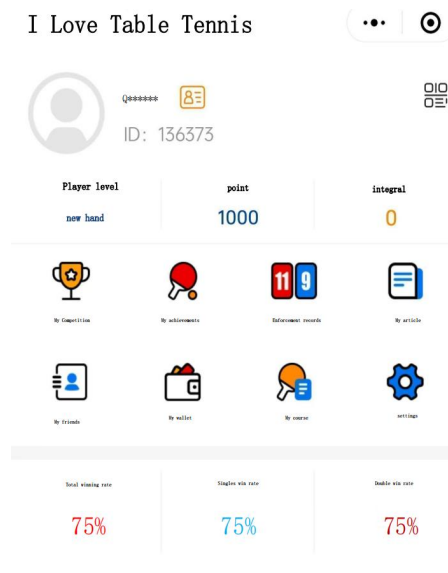 I Love Table Tennis
Q******
ID: 136373
Player level
point
integral
new hand
1000
0
11 9
My Competition
My achievements
Enforcement records
My article
My friends
My wallet
My course
settings
Total winning rate
Singles win rate
Double win rate
75%
75%
75%